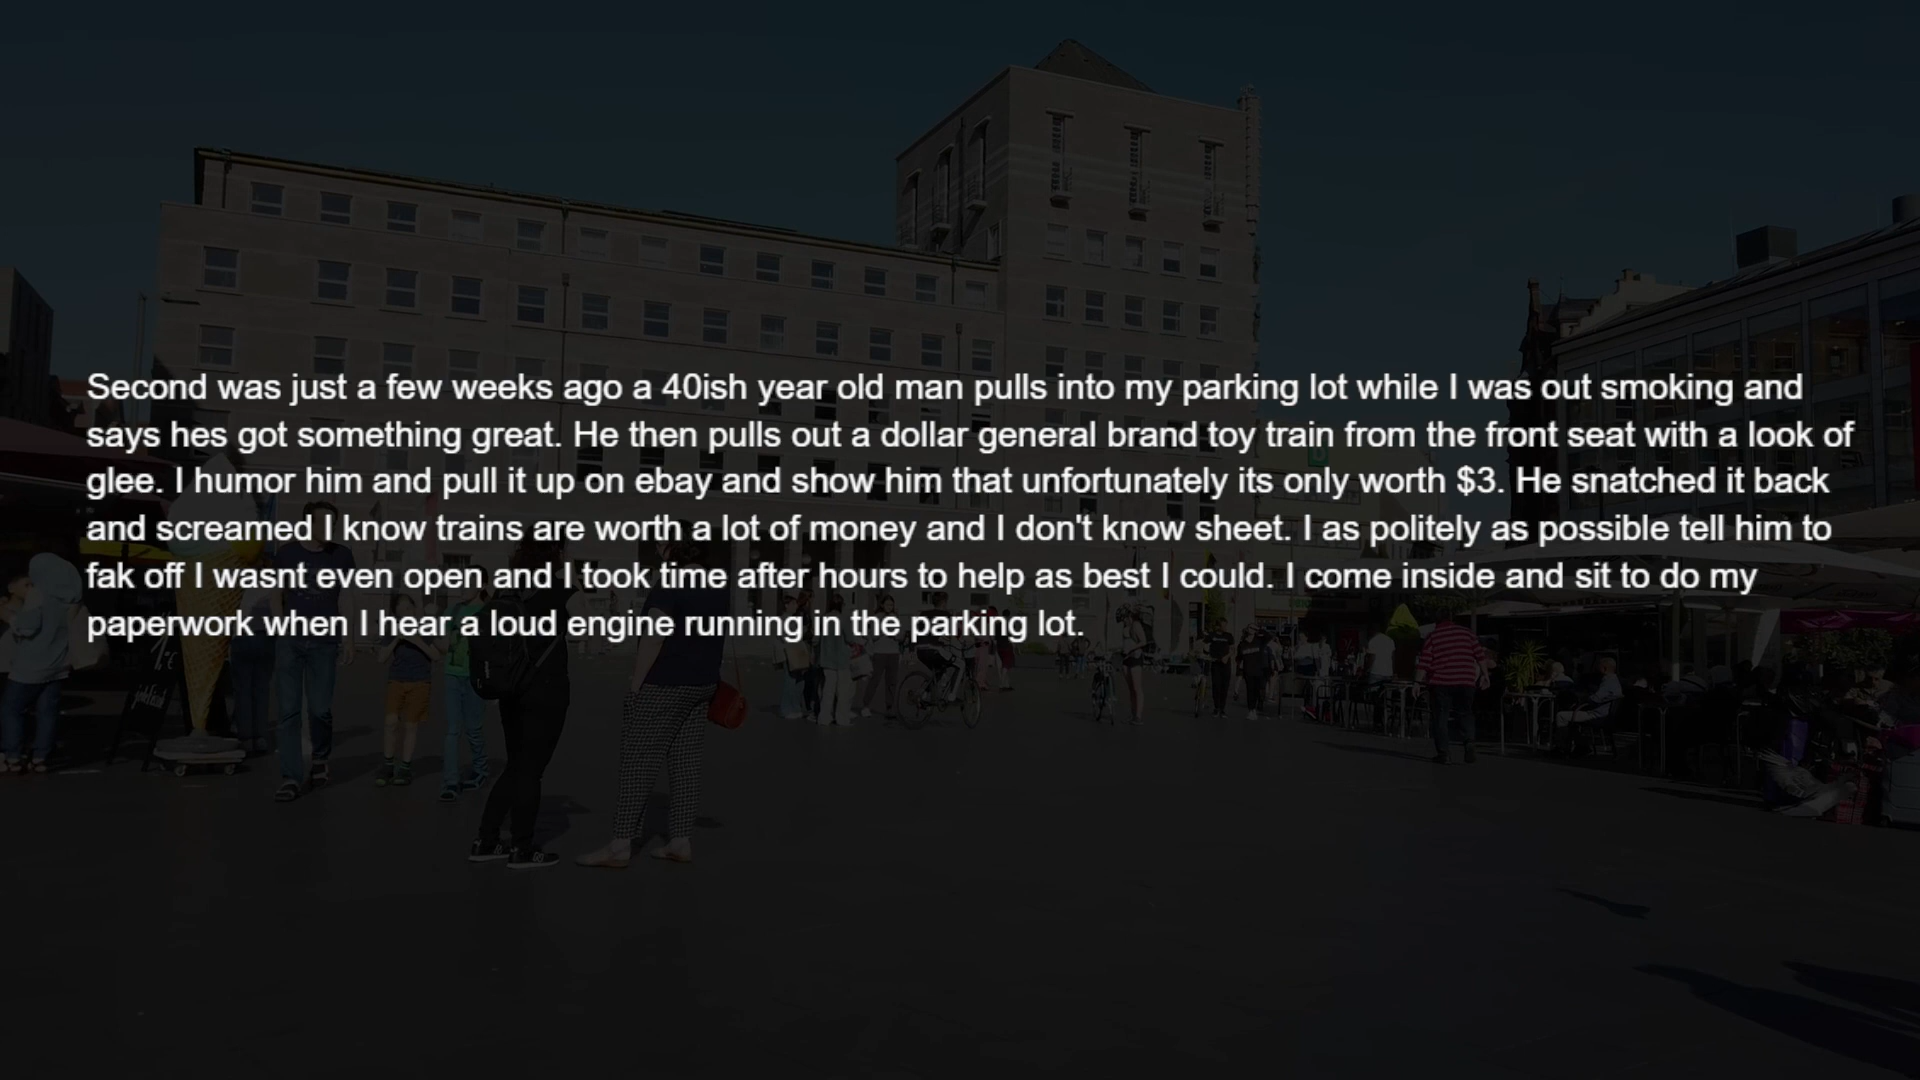 Second was just a few weeks ago a 40ish year old man pulls into my parking lot while I was out smoking and
says hes got something great. He then pulls out a dollar general brand toy train from the front seat with a look of
glee. I humor him and pull it up on ebay and show him that unfortunately its only worth $3. He snatched it back
and screamed I know trains are worth a lot of money and I don't know sheet. I as politely as possible tell him to
fak off I wasnt even open and I took time after hours to help as best I could. I come inside and sit to do my
paperwork when I hear a loud engine running in the parking lot.